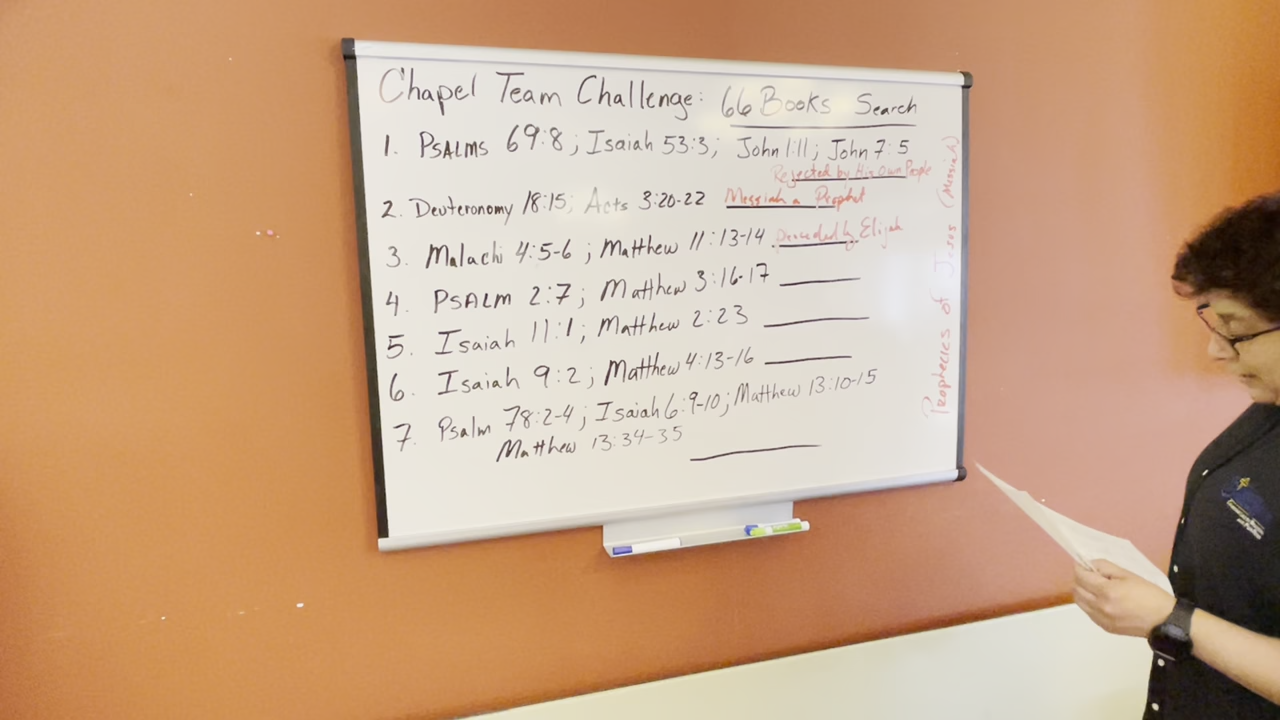 Chapel Team Challenge: 66 Books Search
1. PSALMS 69:8; Isaiah 53:3; John 1:11; John 7:5
Rejected by His Own People
2. Deuteronomy 18:15; Acts 3:20-22 Messiah a Prophet
3. Malachi 4:5-6; Matthew 11:13-14 preceded by Elijah
4. PSALM 2:7; Matthew 3:16-17
5. Isaiah 11:1; Matthew 2:23
6. Isaiah 9:2; Matthew 4:13-16
7. Psalm 78:2-4; Isaiah 6:9-10; Matthew 13:10-15
Matthew 13:34-35
Prophecies of Jesus (Messiah)